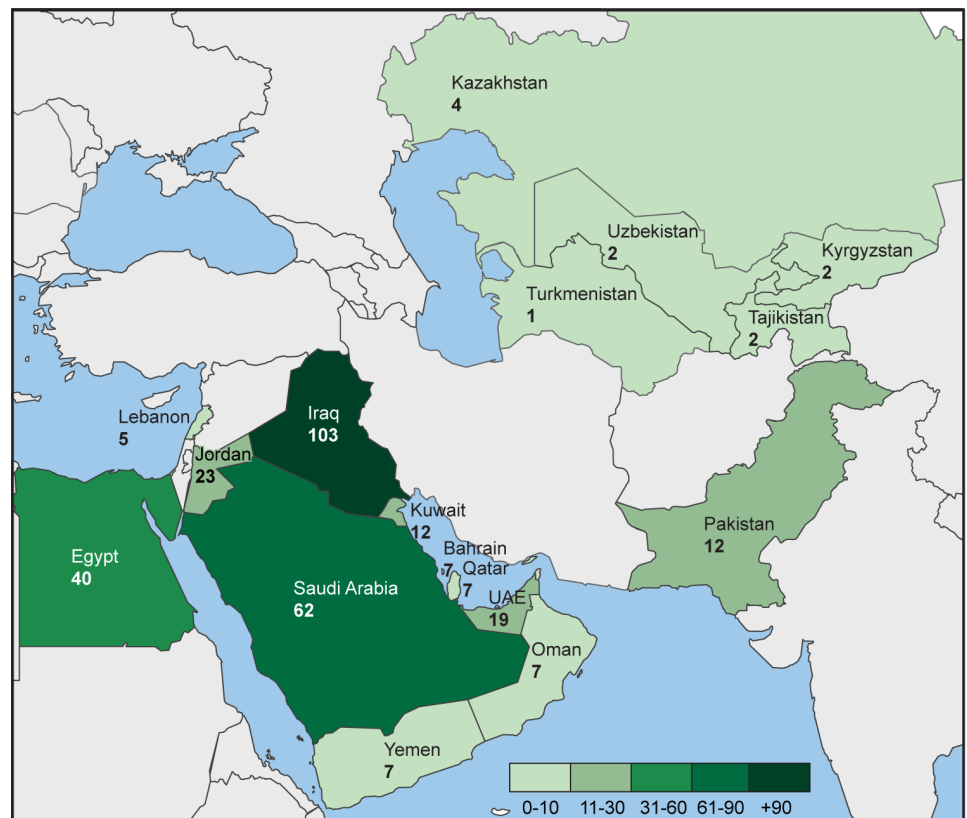 Kazakhstan
4
Uzbekistan
2
Kyrgyzstan
2
Turkmenistan
1
Tajikistan
2
Lebanon
5
Iraq
103
Jordan
23
Kuwait
12
Pakistan
12
Bahrain
7
Qatar
7
Egypt
40
Saudi Arabia
62
UAE
19
Oman
7
Yemen
7
0-10 11-30 31-60 61-90 +90